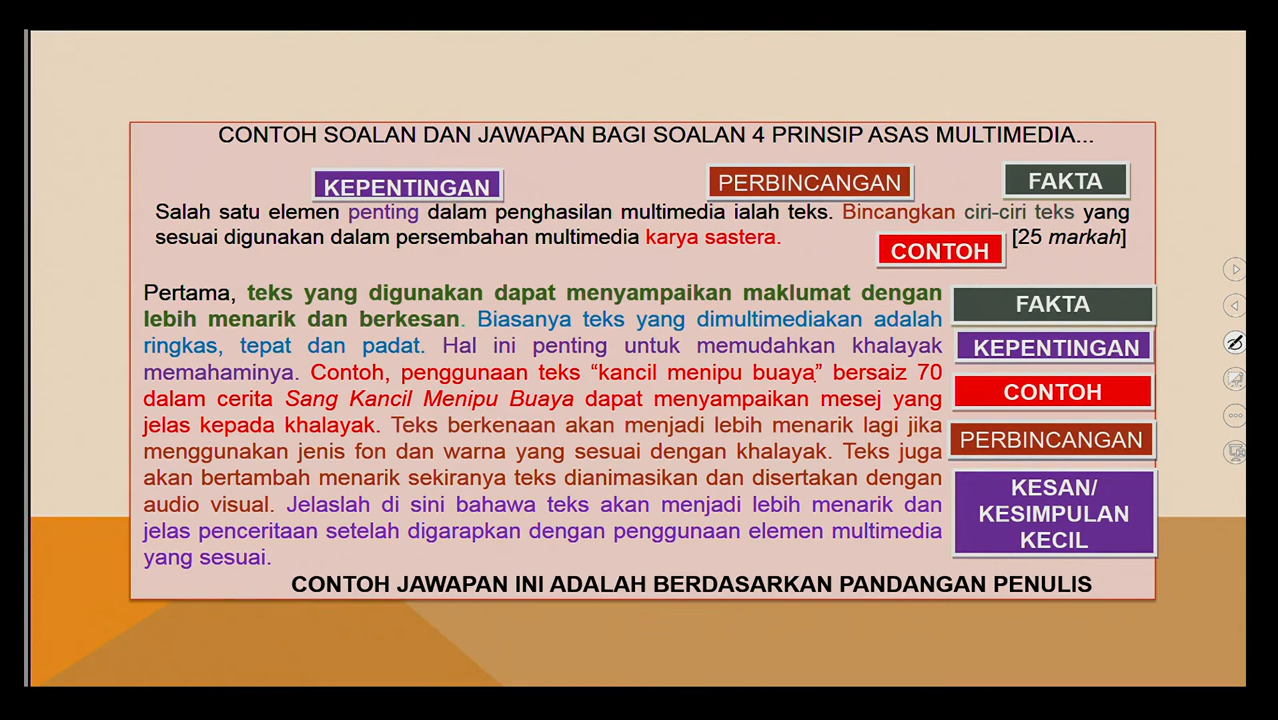 CONTOH SOALAN DAN JAWAPAN BAGI SOALAN 4 PRINSIP ASAS MULTIMEDIA...
KEPENTINGAN PERBINCANGAN FAKTA
Salah satu elemen penting dalam penghasilan multimedia ialah teks. Bincangkan ciri-ciri teks yang
sesuai digunakan dalam persembahan multimedia karya sastera. [25 markah]
CONTOH
Pertama, teks yang digunakan dapat menyampaikan maklumat dengan
lebih menarik dan berkesan. Biasanya teks yang dimultimediakan adalah
ringkas, tepat dan padat. Hal ini penting untuk memudahkan khalayak
memahaminya. Contoh, penggunaan teks “kancil menipu buaya” bersaiz 70
dalam cerita Sang Kancil Menipu Buaya dapat menyampaikan mesej yang
jelas kepada khalayak. Teks berkenaan akan menjadi lebih menarik lagi jika
menggunakan jenis fon dan warna yang sesuai dengan khalayak. Teks juga
akan bertambah menarik sekiranya teks dianimasikan dan disertakan dengan
audio visual. Jelaslah di sini bahawa teks akan menjadi lebih menarik dan
jelas penceritaan setelah digarapkan dengan penggunaan elemen multimedia
yang sesuai.
FAKTA
KEPENTINGAN
CONTOH
PERBINCANGAN
KESAN/
KESIMPULAN
KECIL
CONTOH JAWAPAN INI ADALAH BERDASARKAN PANDANGAN PENULIS